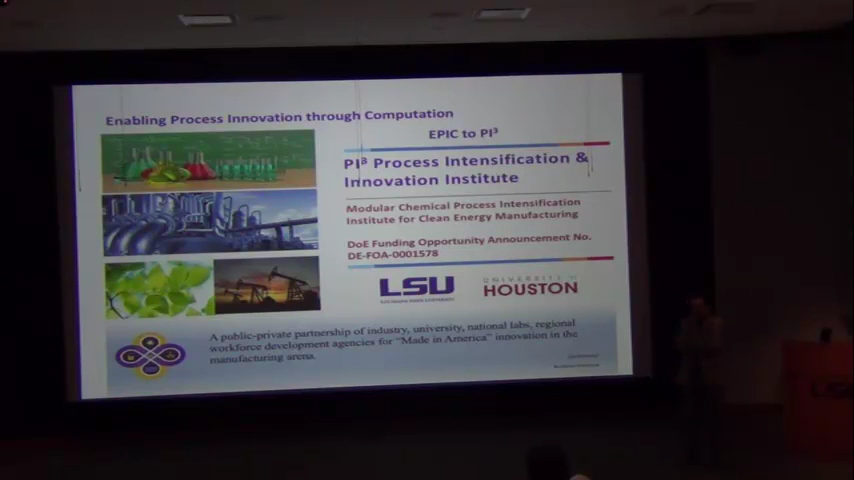 Enabling Process Innovation through Computation
EPIC to PI³
PI³ Process Intensification &
Innovation Institute
Modular Chemical Process Intensification
Institute for Clean Energy Manufacturing
DoE Funding Opportunity Announcement No.
DE-FOA-0001578
LSU
UNIVERSITY
HOUSTON
A public-private partnership of industry, university, national labs, regional
workforce development agencies for "Made in America" innovation in the
manufacturing arena.
LSU